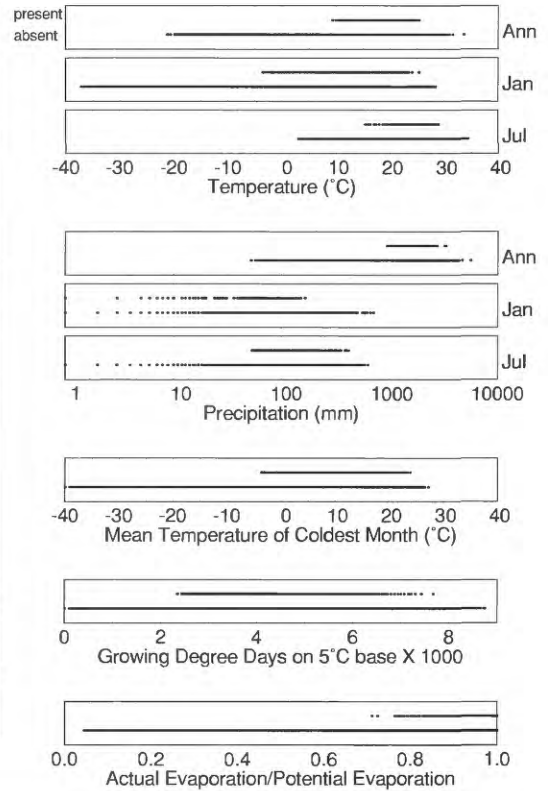 present
absent
Ann
Jan
Jul
-40 -30 -20 -10 0 10 20 30 40
Temperature (˚C)
Ann
Jan
Jul
1 10 100 1000 10000
Precipitation (mm)
-40 -30 -20 -10 0 10 20 30 40
Mean Temperature of Coldest Month (˚C)
0 2 4 6 8
Growing Degree Days on 5˚C base X 1000
0.0 0.2 0.4 0.6 0.8 1.0
Actual Evaporation/Potential Evaporation